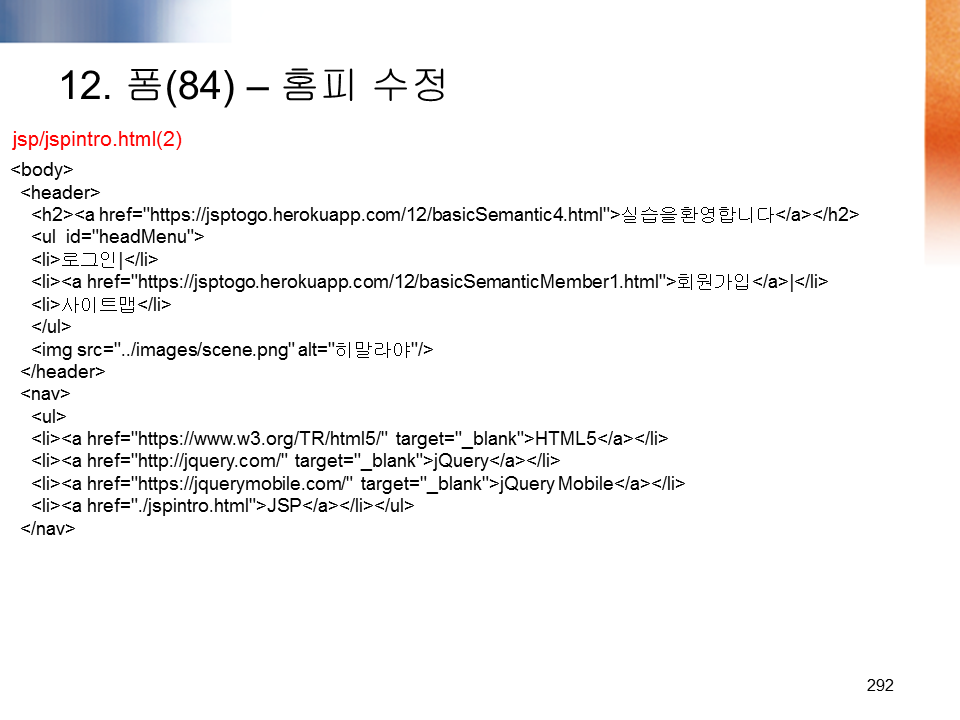 12. 폼(84) – 홈피 수정
jsp/jspintro.html(2)
<body>
<header>
<h2><a href="https://jsptogo.herokuapp.com/12/basicSemantic4.html">실습을환영합니다</a></h2>
<ul id="headMenu">
<li>로그인|</li>
<li><a href="https://jsptogo.herokuapp.com/12/basicSemanticMember1.html">회원가입</a>|</li>
<li>사이트맵</li>
</ul>
<img src="../images/scene.png" alt="히말라야"/>
</header>
<nav>
<ul>
<li><a href="https://www.w3.org/TR/html5/" target="_blank">HTML5</a></li>
<li><a href="http://jquery.com/" target="_blank">jQuery</a></li>
<li><a href="https://jquerymobile.com/" target="_blank">jQuery Mobile</a></li>
<li><a href="./jspintro.html">JSP</a></li></ul>
</nav>
292